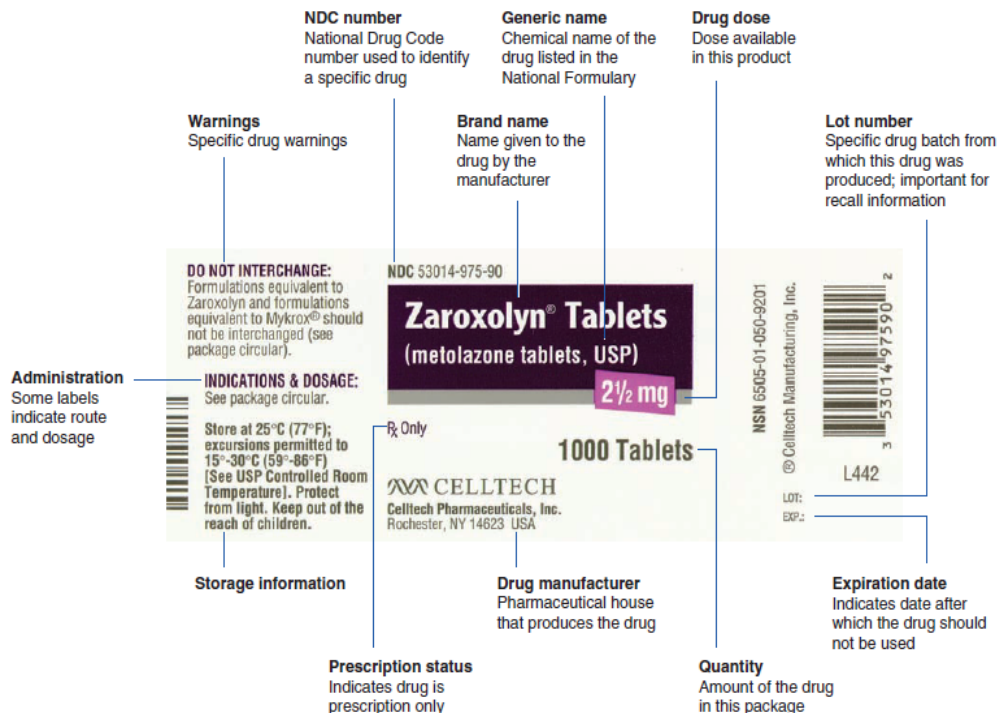 NDC number
National Drug Code
number used to identify
a specific drug
Generic name
Chemical name of the
drug listed in the
National Formulary
Drug dose
Dose available
in this product
Warnings
Specific drug warnings
Brand name
Name given to the
drug by the
manufacturer
Lot number
Specific drug batch from
which this drug was
produced; important for
recall information
DO NOT INTERCHANGE:
Formulations equivalent to
Zaroxolyn and formulations
equivalent to Mykrox® should
not be interchanged (see
package circular).
INDICATIONS & DOSAGE:
See package circular.
Store at 25°C (77°F);
excursions permitted to
15°-30°C (59°-86°F)
[See USP Controlled Room
Temperature]. Protect
from light. Keep out of the
reach of children.
NDC 53014-975-90
Zaroxolyn® Tablets
(metolazone tablets, USP)
2½ mg
℞ Only
1000 Tablets
CELLTECH
Celltech Pharmaceuticals, Inc.
Rochester, NY 14623 USA
NSN 6505-01-050-9201
® Celltech Manufacturing, Inc.
3 53014 97590 2
L442
LOT:
EXP.:
Administration
Some labels
indicate route
and dosage
Storage information
Drug manufacturer
Pharmaceutical house
that produces the drug
Expiration date
Indicates date after
which the drug should
not be used
Prescription status
Indicates drug is
prescription only
Quantity
Amount of the drug
in this package